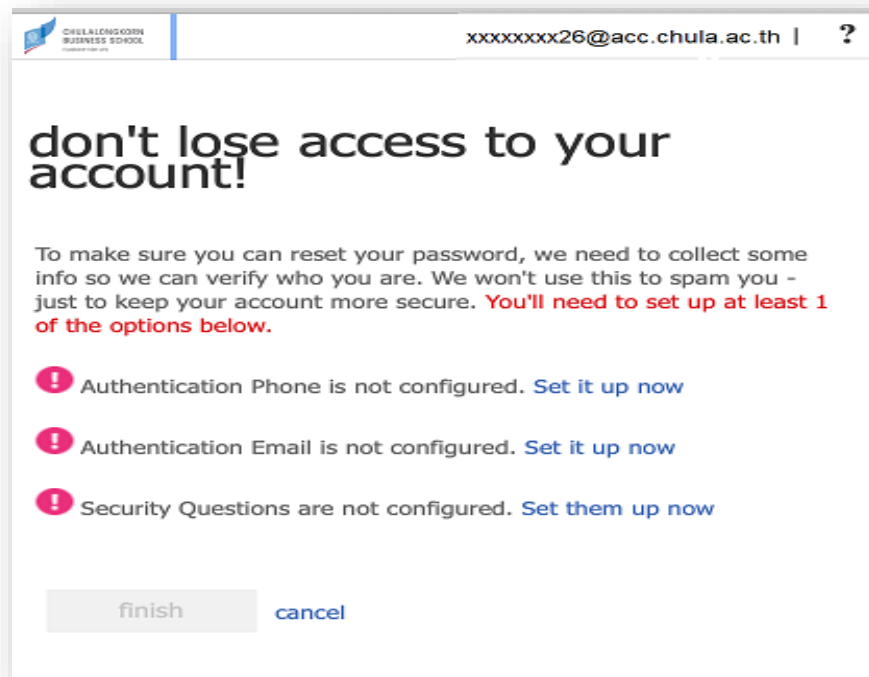 CHULALONGKORN
BUSINESS SCHOOL
xxxxxxxx26@acc.chula.ac.th | ?
don't lose access to your
account!
To make sure you can reset your password, we need to collect some
info so we can verify who you are. We won't use this to spam you -
just to keep your account more secure. You'll need to set up at least 1
of the options below.
! Authentication Phone is not configured. Set it up now
! Authentication Email is not configured. Set it up now
! Security Questions are not configured. Set them up now
finish cancel